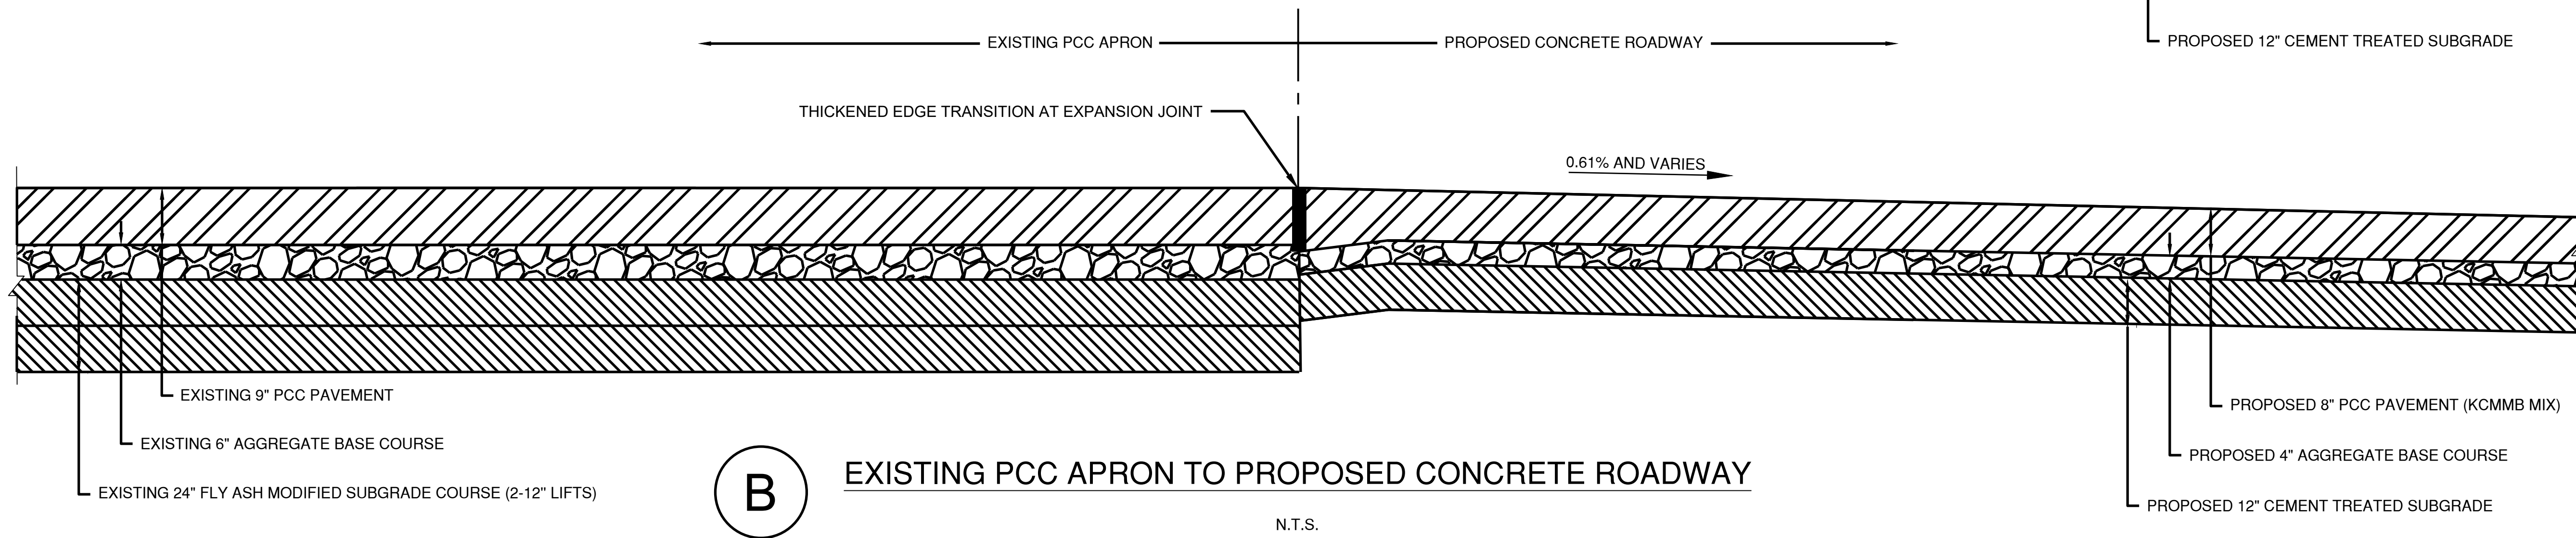 EXISTING PCC APRON
PROPOSED CONCRETE ROADWAY
PROPOSED 12" CEMENT TREATED SUBGRADE
THICKENED EDGE TRANSITION AT EXPANSION JOINT
0.61% AND VARIES
EXISTING 9" PCC PAVEMENT
EXISTING 6" AGGREGATE BASE COURSE
EXISTING 24" FLY ASH MODIFIED SUBGRADE COURSE (2-12" LIFTS)
B
EXISTING PCC APRON TO PROPOSED CONCRETE ROADWAY
N.T.S.
PROPOSED 8" PCC PAVEMENT (KCMMB MIX)
PROPOSED 4" AGGREGATE BASE COURSE
PROPOSED 12" CEMENT TREATED SUBGRADE